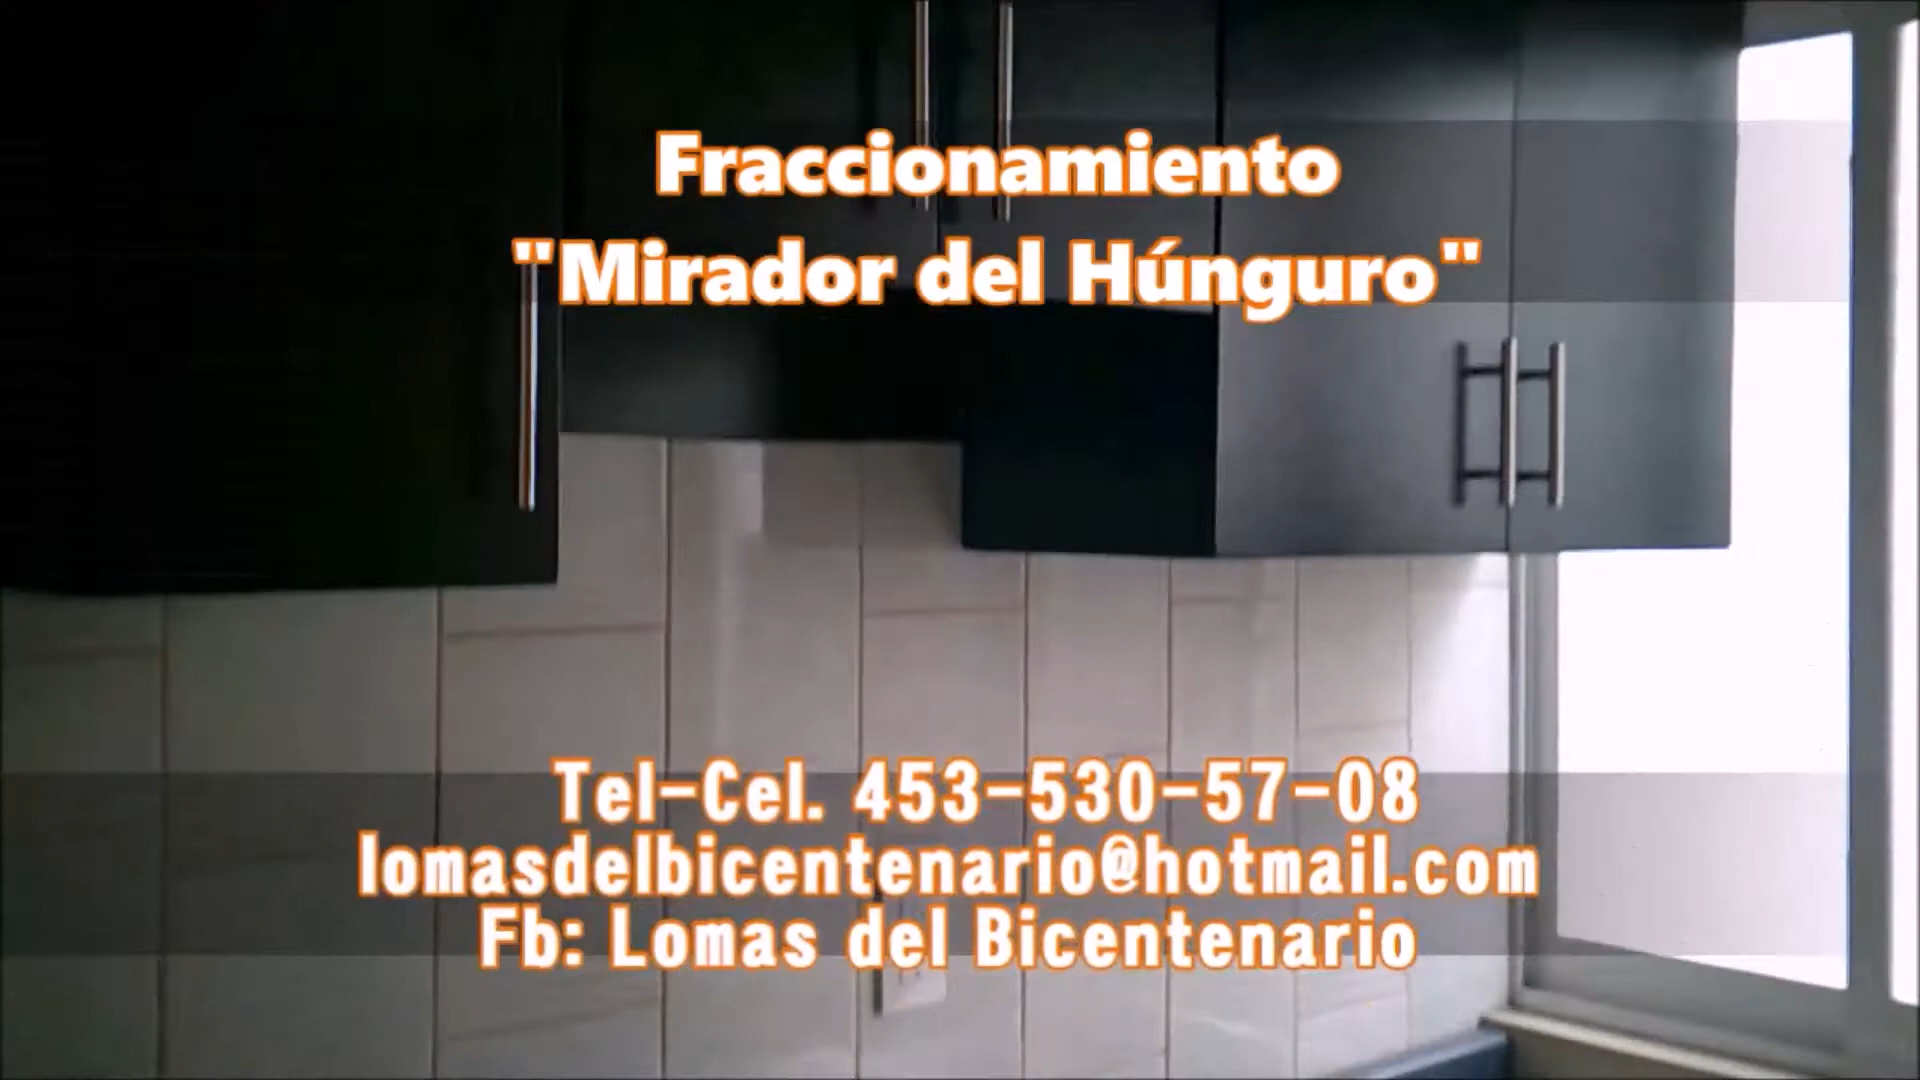 Fraccionamiento
"Mirador del Húnguro"
Tel-Cel. 453-530-57-08
lomasdelbicentenario@hotmail.com
Fb: Lomas del Bicentenario